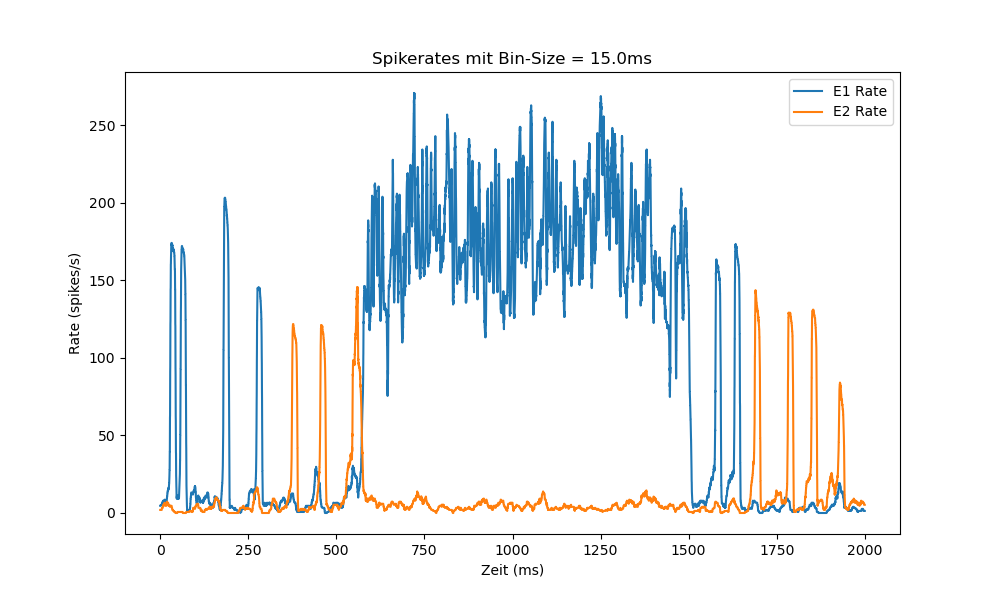 Spikerates mit Bin-Size = 15.0ms
E1 Rate
E2 Rate
250
200
150
100
50
0
Rate (spikes/s)
0 250 500 750 1000 1250 1500 1750 2000
Zeit (ms)